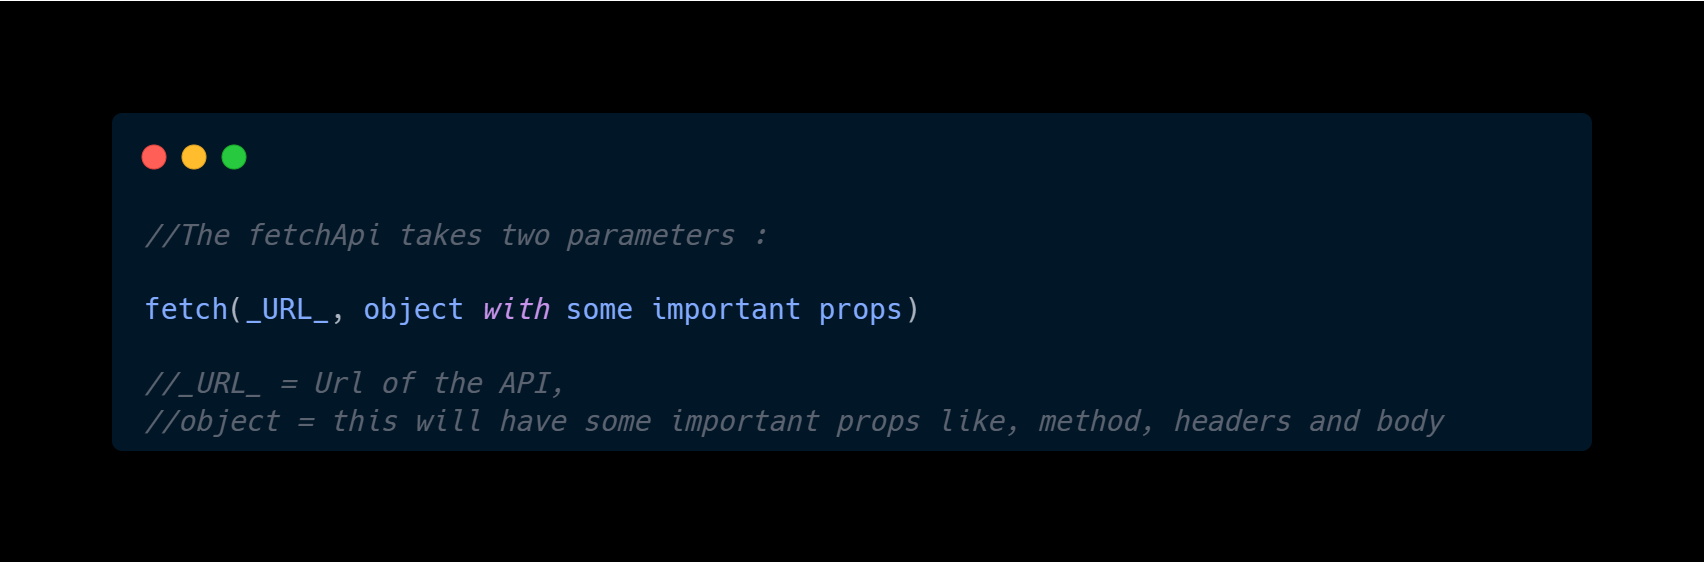 //The fetchApi takes two parameters :
fetch(_URL_, object with some important props)
//_URL_ = Url of the API,
//object = this will have some important props like, method, headers and body